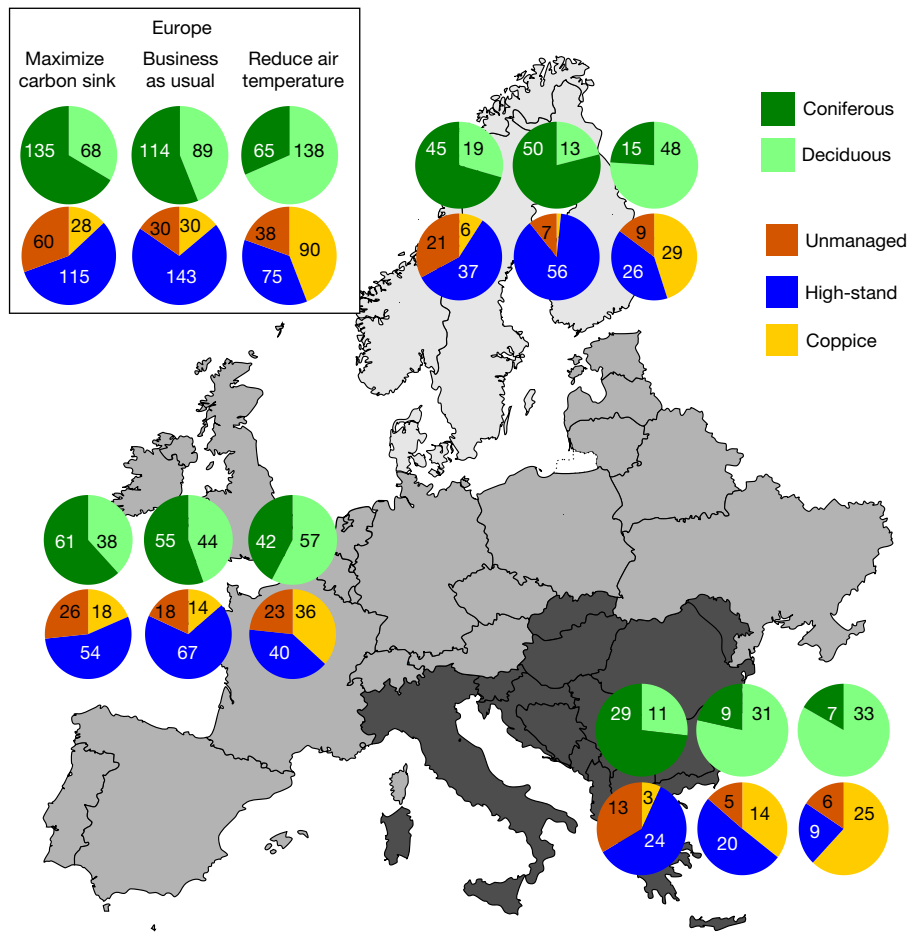 Europe
Maximize carbon sink
Business as usual
Reduce air temperature
135 68
114 89
65 138
60 28 115
30 30 143
38 90 75
45 19
50 13
15 48
21 6 37
7 56
9 29 26
Coniferous
Deciduous
Unmanaged
High-stand
Coppice
61 38
55 44
42 57
26 18 54
18 14 67
23 36 40
29 11
9 31
7 33
13 3 24
5 14 20
6 25 9